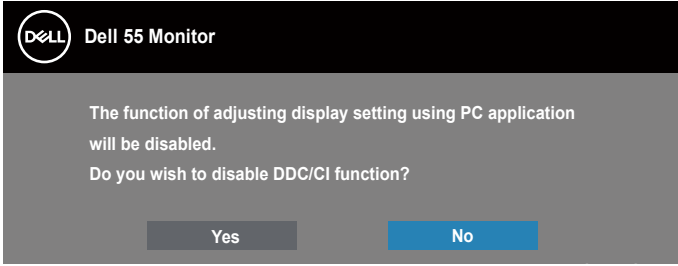 DELL
Dell 55 Monitor
The function of adjusting display setting using PC application
will be disabled.
Do you wish to disable DDC/CI function?
Yes
No